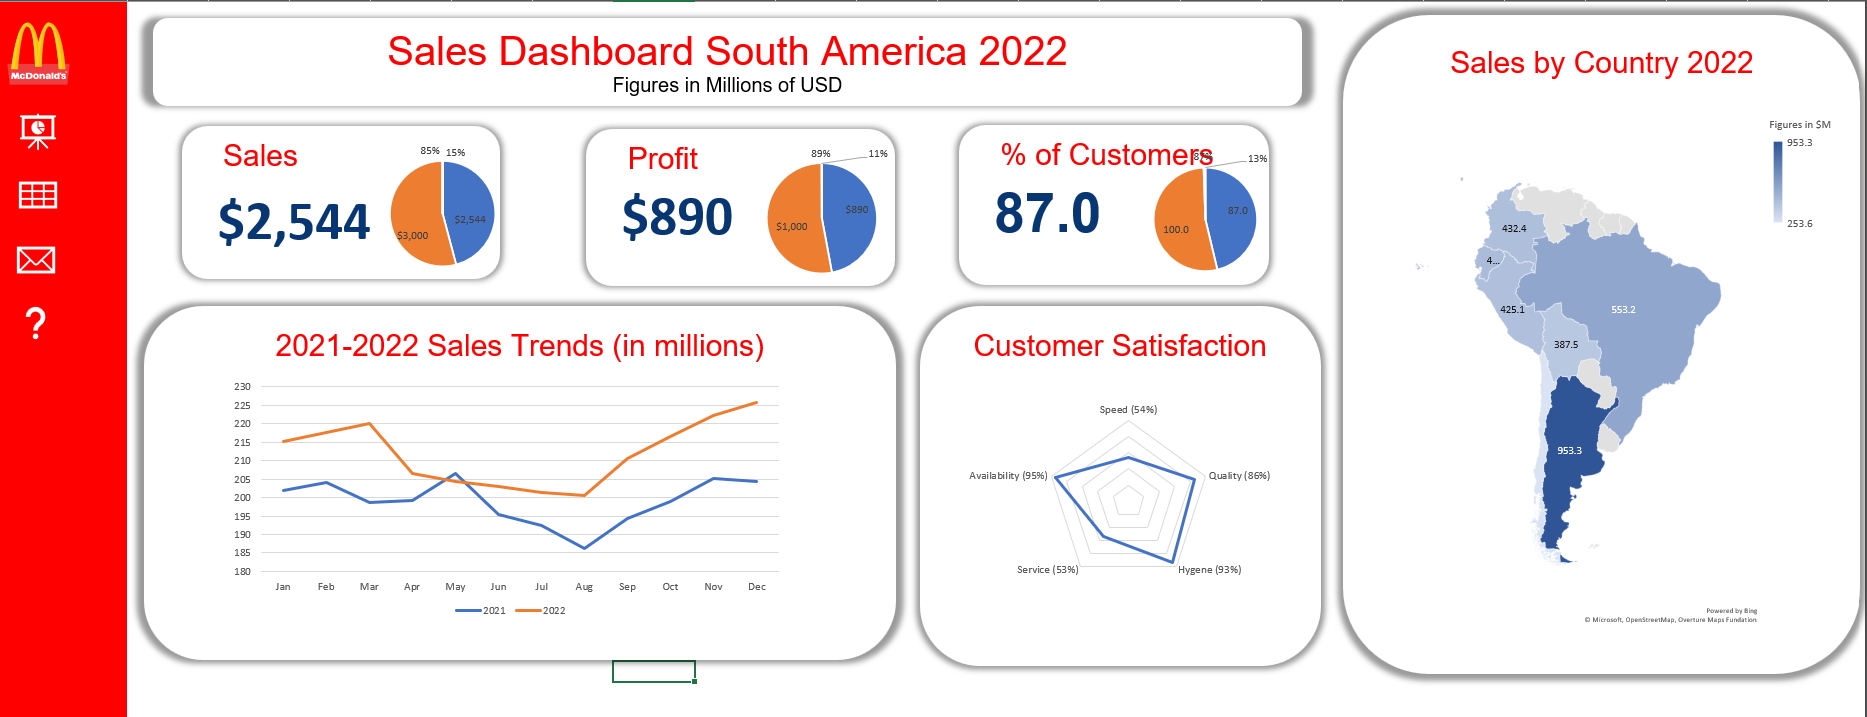 McDonald's
Sales Dashboard South America 2022
Figures in Millions of USD
Sales
$2,544
85%
15%
$2,544
$3,000
Profit
$890
89%
11%
$890
$1,000
% of Customers
87.0
87%
13%
87.0
100.0
?
2021-2022 Sales Trends (in millions)
230
225
220
215
210
205
200
195
190
185
180
Jan Feb Mar Apr May Jun Jul Aug Sep Oct Nov Dec
2021 2022
Customer Satisfaction
Speed (54%)
Availability (95%)
Quality (86%)
Service (53%)
Hygene (93%)
Sales by Country 2022
Figures in $M
953.3
253.6
432.4
4...
425.1
553.2
387.5
953.3
Powered by Bing
© Microsoft, OpenStreetMap, Overture Maps Fundation